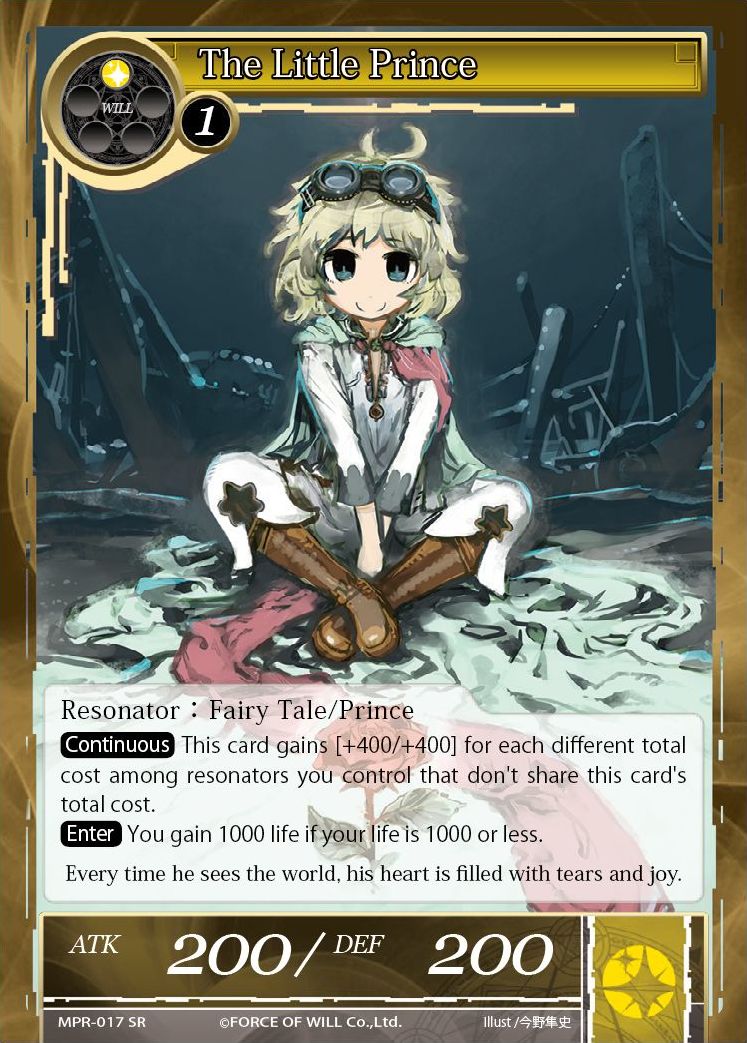 The Little Prince
WILL
1
Resonator : Fairy Tale/Prince
Continuous This card gains [+400/+400] for each different total
cost among resonators you control that don't share this card's
total cost.
Enter You gain 1000 life if your life is 1000 or less.
Every time he sees the world, his heart is filled with tears and joy.
ATK 200/ DEF 200
MPR-017 SR ©FORCE OF WILL Co.,Ltd. Illust/今野隼史